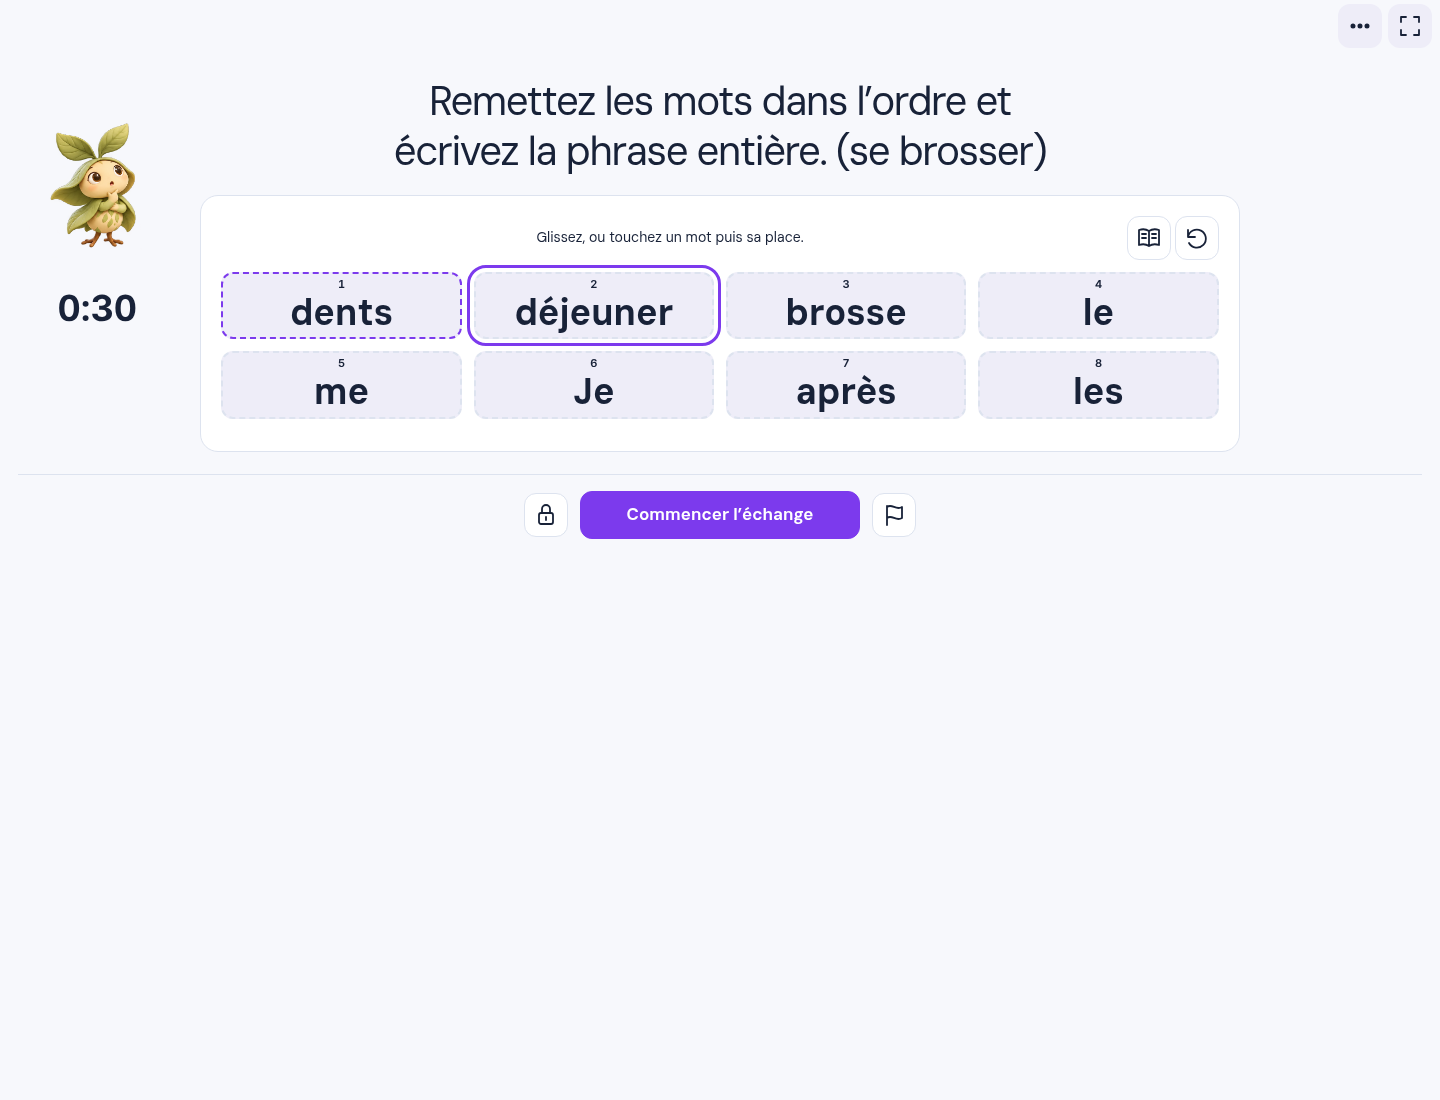 Remettez les mots dans l’ordre et
écrivez la phrase entière. (se brosser)
Glissez, ou touchez un mot puis sa place.
0:30
1
dents
2
déjeuner
3
brosse
4
le
5
me
6
Je
7
après
8
les
Commencer l’échange